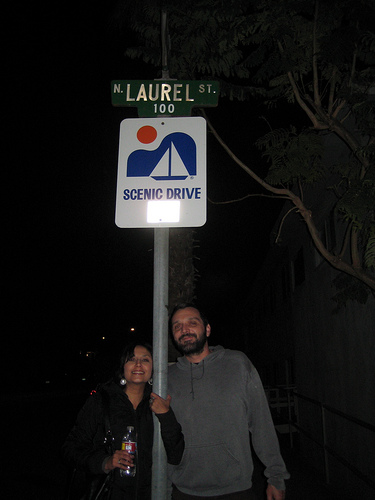 N. LAUREL ST.
100
SCENIC DRIVE